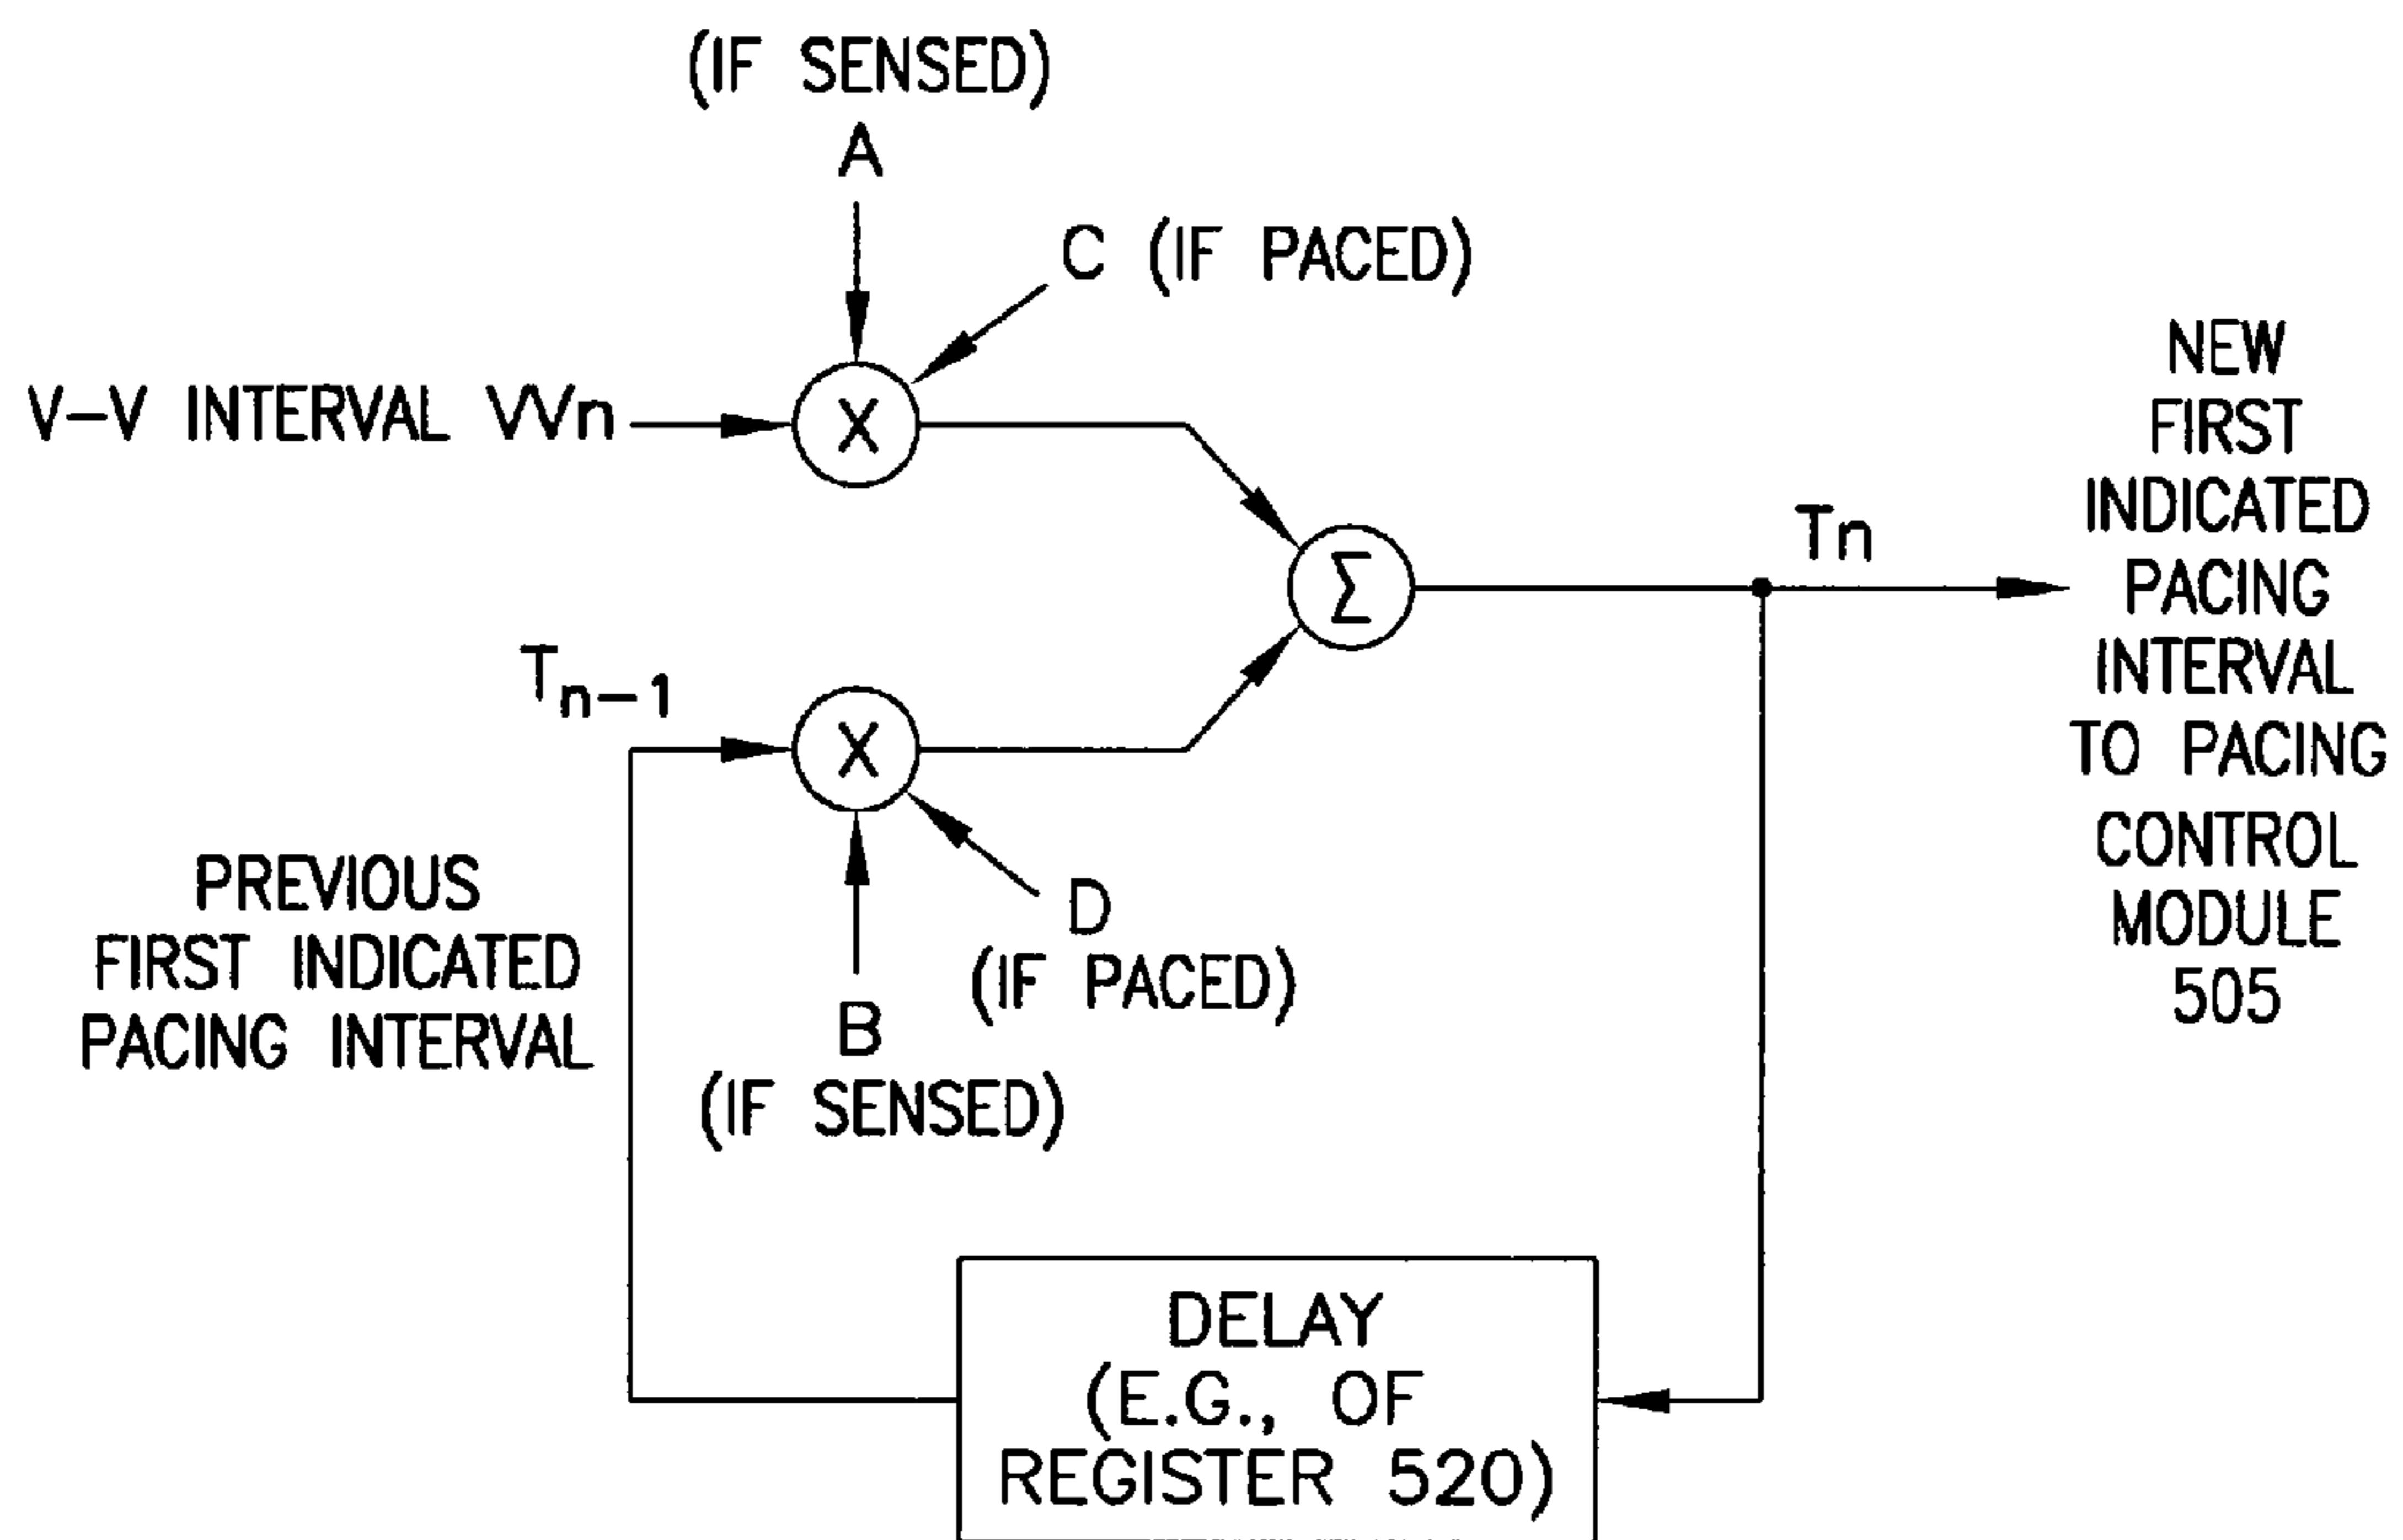 (IF SENSED)
A
C (IF PACED)
V-V INTERVAL VVn
X
NEW
FIRST
INDICATED
PACING
INTERVAL
TO PACING
CONTROL
MODULE
505
Tn
Σ
Tn-1
X
PREVIOUS
FIRST INDICATED
PACING INTERVAL
D
(IF PACED)
B
(IF SENSED)
DELAY
(E.G., OF
REGISTER 520)